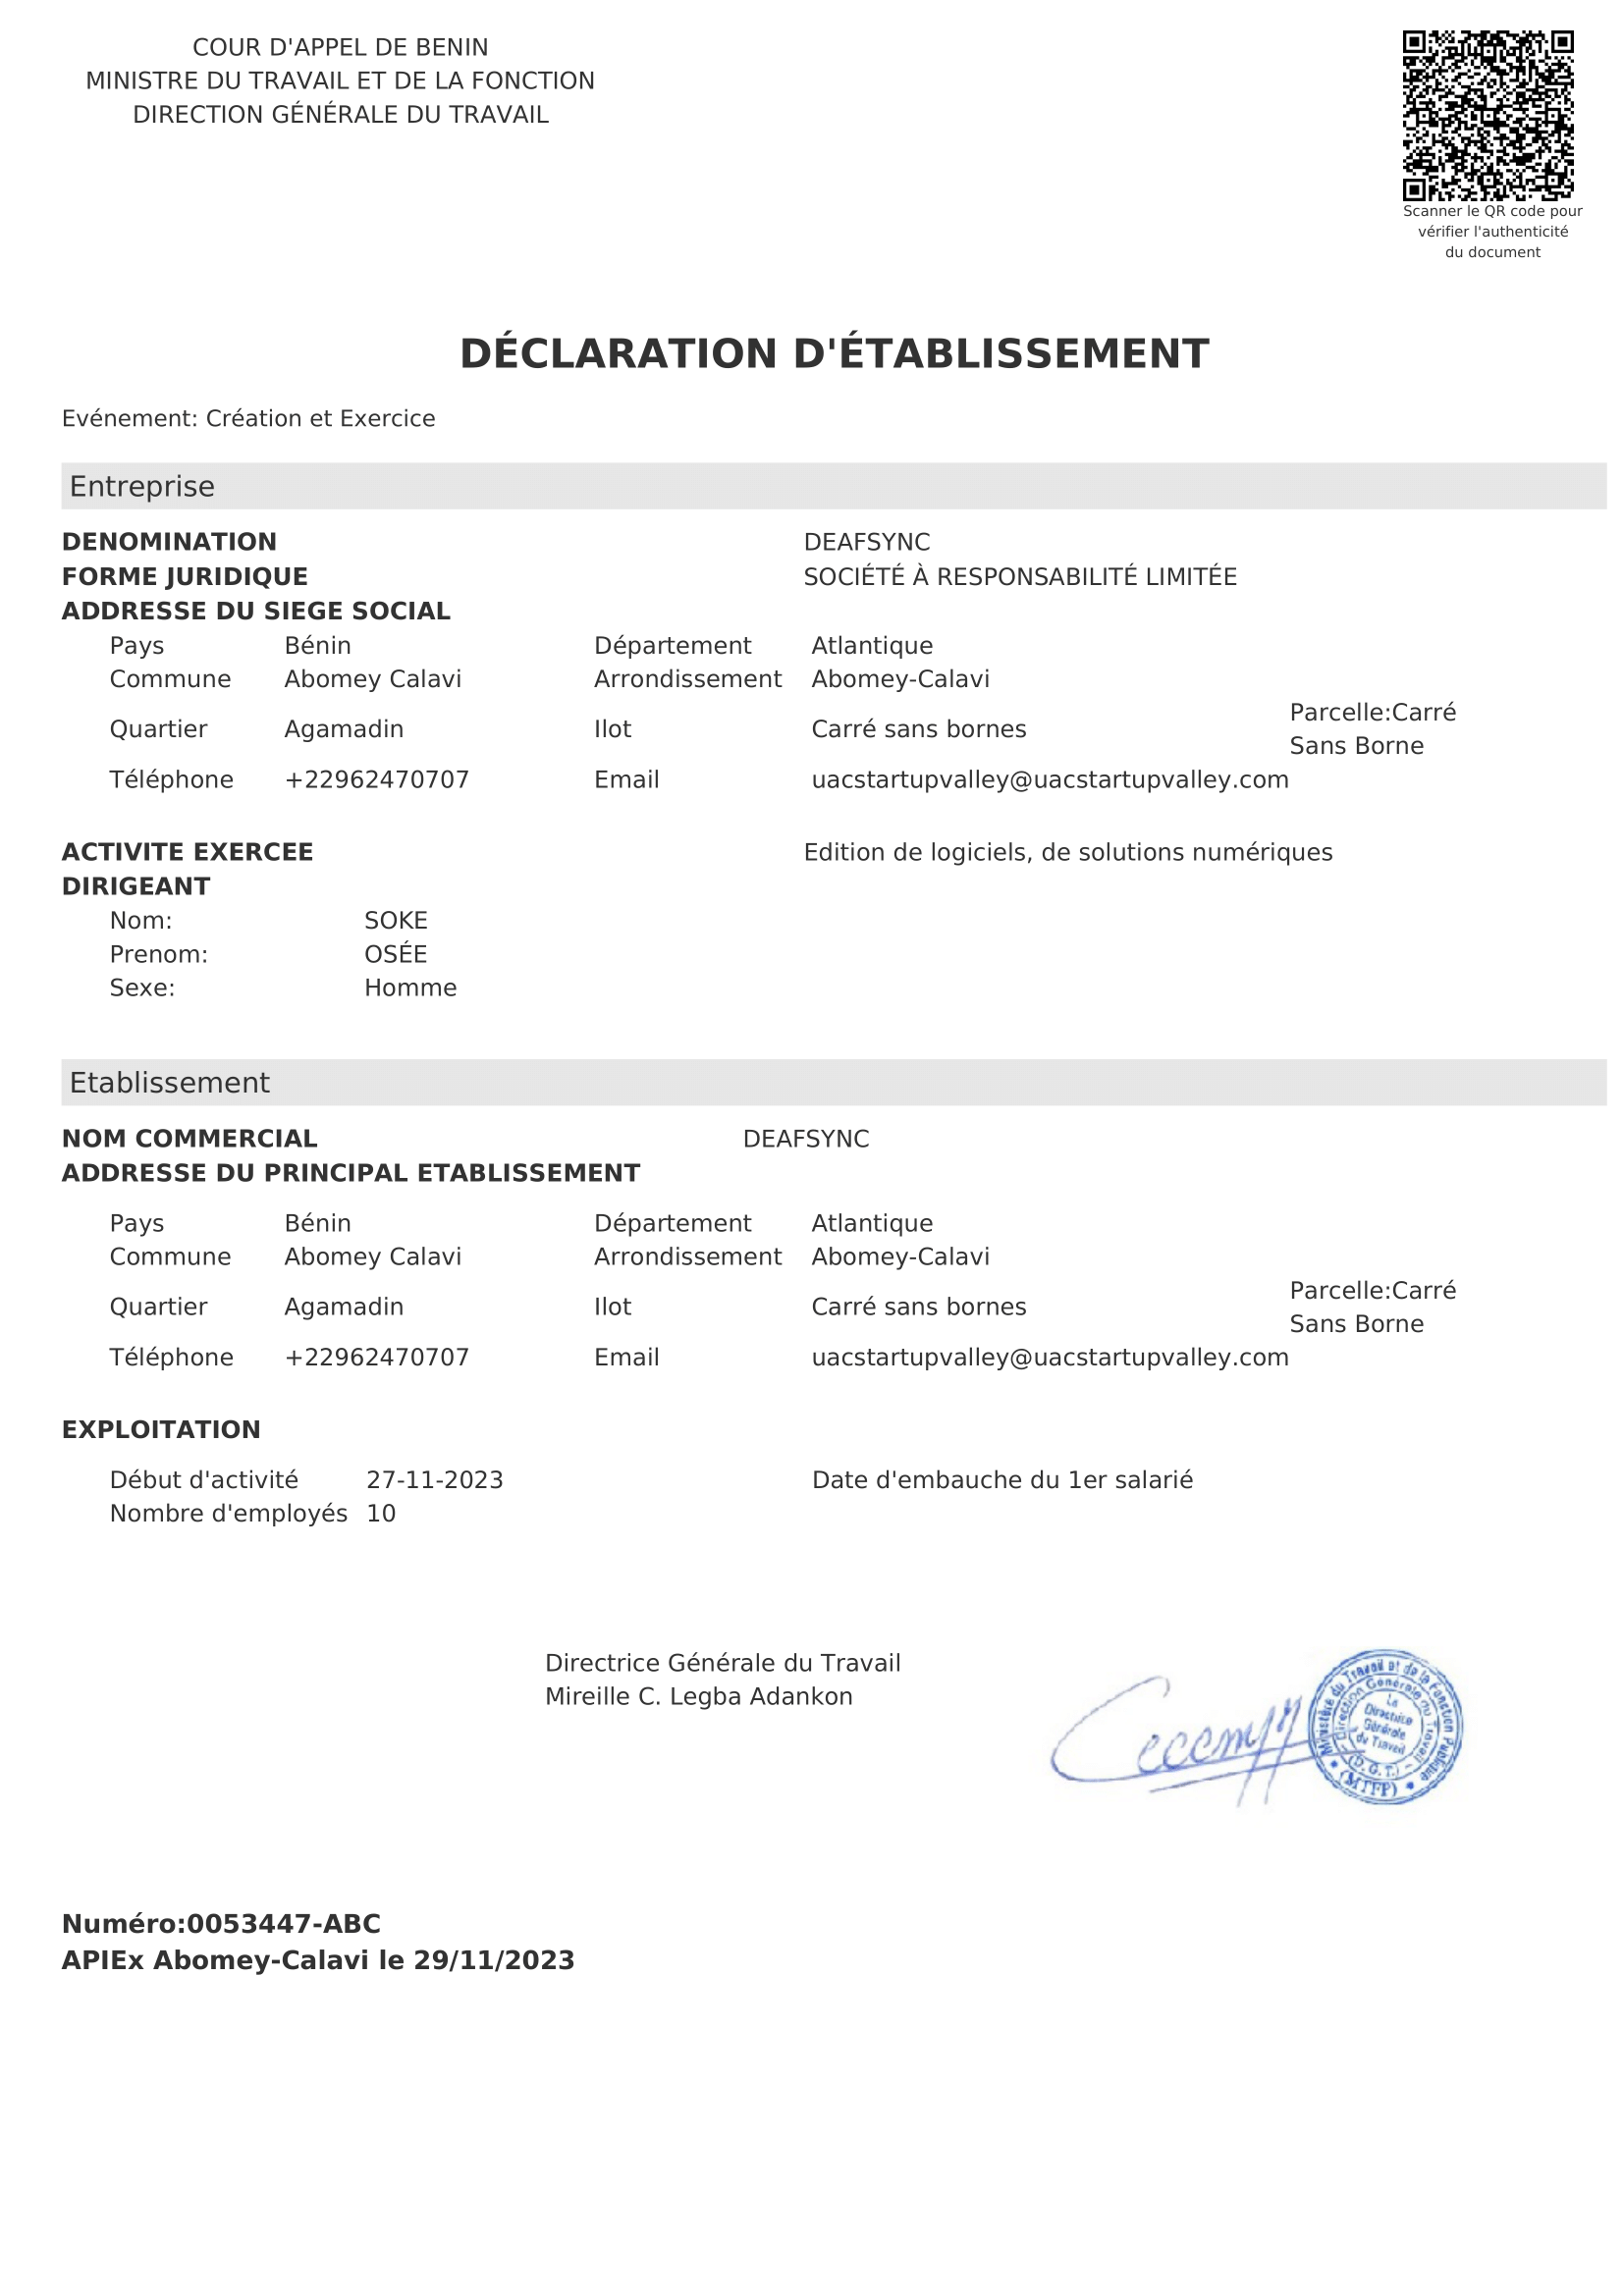 COUR D'APPEL DE BENIN
MINISTRE DU TRAVAIL ET DE LA FONCTION
DIRECTION GÉNÉRALE DU TRAVAIL
Scanner le QR code pour
vérifier l'authenticité
du document
DÉCLARATION D'ÉTABLISSEMENT
Evénement: Création et Exercice
Entreprise
DENOMINATION DEAFSYNC
FORME JURIDIQUE SOCIÉTÉ À RESPONSABILITÉ LIMITÉE
ADDRESSE DU SIEGE SOCIAL
Pays Bénin Département Atlantique
Commune Abomey Calavi Arrondissement Abomey-Calavi
Quartier Agamadin Ilot Carré sans bornes Parcelle:Carré
Sans Borne
Téléphone +22962470707 Email uacstartupvalley@uacstartupvalley.com
ACTIVITE EXERCEE Edition de logiciels, de solutions numériques
DIRIGEANT
Nom: SOKE
Prenom: OSÉE
Sexe: Homme
Etablissement
NOM COMMERCIAL DEAFSYNC
ADDRESSE DU PRINCIPAL ETABLISSEMENT
Pays Bénin Département Atlantique
Commune Abomey Calavi Arrondissement Abomey-Calavi
Quartier Agamadin Ilot Carré sans bornes Parcelle:Carré
Sans Borne
Téléphone +22962470707 Email uacstartupvalley@uacstartupvalley.com
EXPLOITATION
Début d'activité 27-11-2023 Date d'embauche du 1er salarié
Nombre d'employés 10
Directrice Générale du Travail
Mireille C. Legba Adankon
Ministère du Travail et de la Fonction Publique
(MTFP)
Direction Générale du Travail
(D.G.T.)
La
Directrice
Générale
du Travail
Numéro:0053447-ABC
APIEx Abomey-Calavi le 29/11/2023